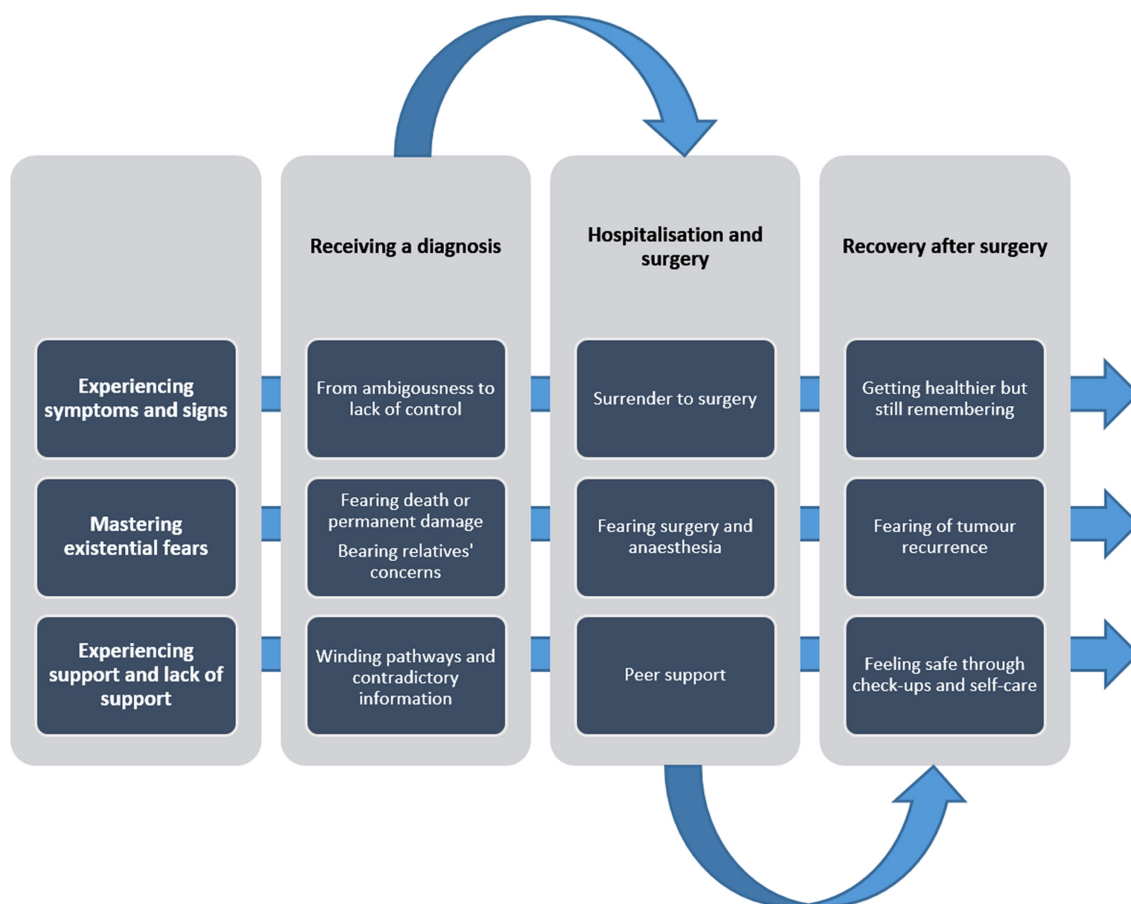 Receiving a diagnosis
Hospitalisation and
surgery
Recovery after surgery
Experiencing
symptoms and signs
From ambigousness to
lack of control
Surrender to surgery
Getting healthier but
still remembering
Mastering
existential fears
Fearing death or
permanent damage
Bearing relatives'
concerns
Fearing surgery and
anaesthesia
Fearing of tumour
recurrence
Experiencing
support and lack of
support
Winding pathways and
contradictory
information
Peer support
Feeling safe through
check-ups and self-care